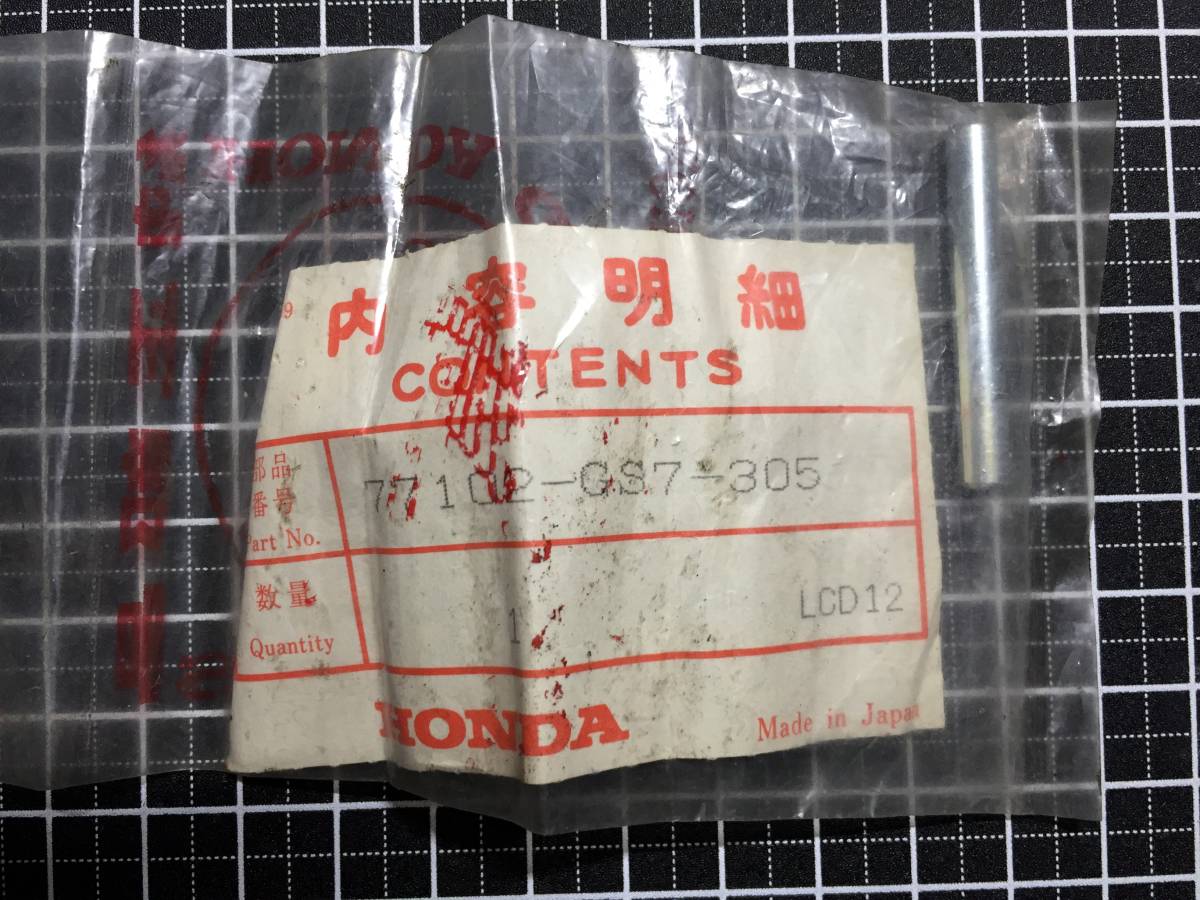 内容明細
CONTENTS
部品
番号
Part No.
77102-GS7-305
数量
Quantity
1
LCD12
HONDA
Made in Japan
HONDA